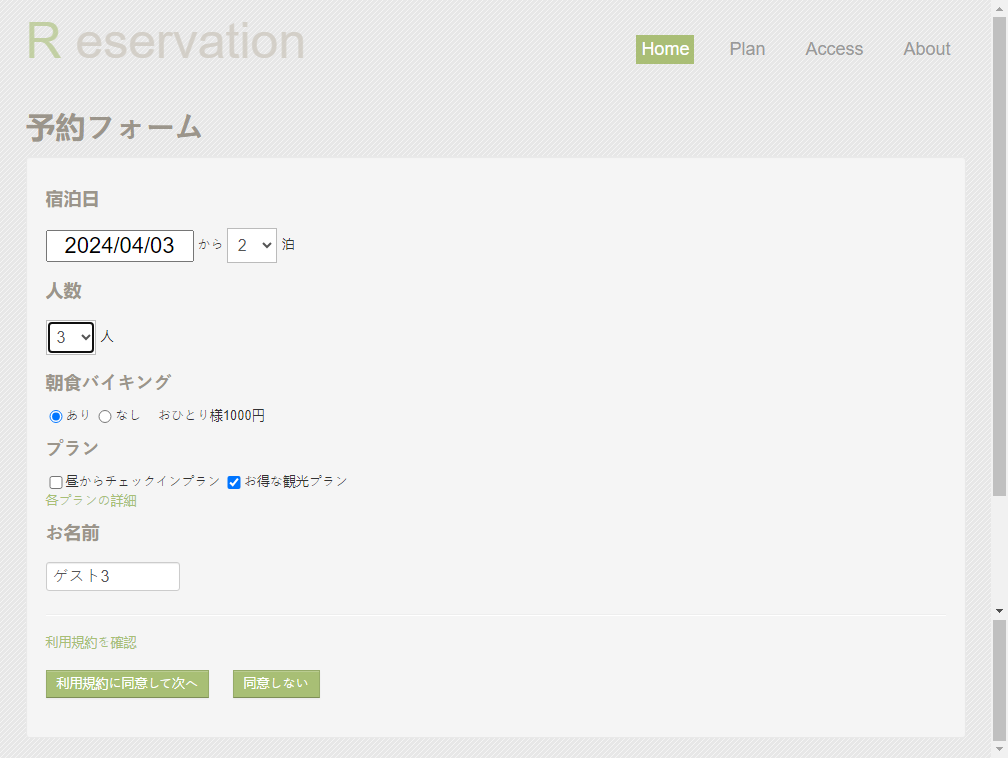 R eservation
Home Plan Access About
予約フォーム
宿泊日
2024/04/03 から 2 泊
人数
3 人
朝食バイキング
あり なし おひとり様1000円
プラン
昼からチェックインプラン お得な観光プラン
各プランの詳細
お名前
ゲスト3
利用規約を確認
利用規約に同意して次へ 同意しない